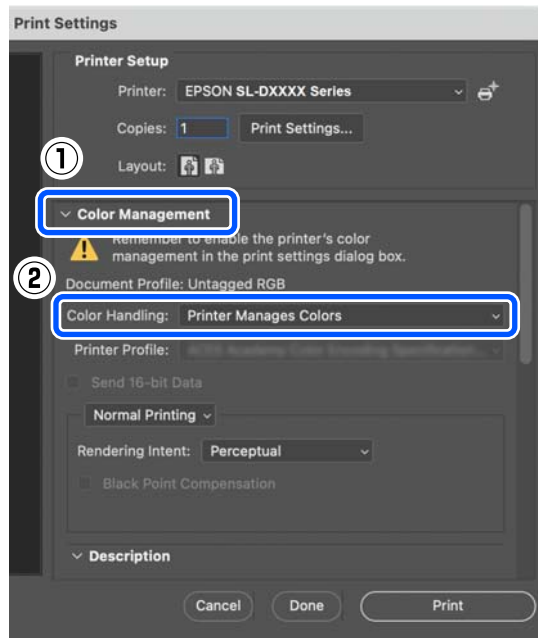 Print Settings
Printer Setup
Printer: EPSON SL-DXXXX Series
Copies: 1 Print Settings...
①
Layout:
Color Management
Remember to enable the printer's color
management in the print settings dialog box.
②
Document Profile: Untagged RGB
Color Handling: Printer Manages Colors
Printer Profile:
Send 16-bit Data
Normal Printing
Rendering Intent: Perceptual
Black Point Compensation
Description
Cancel Done Print